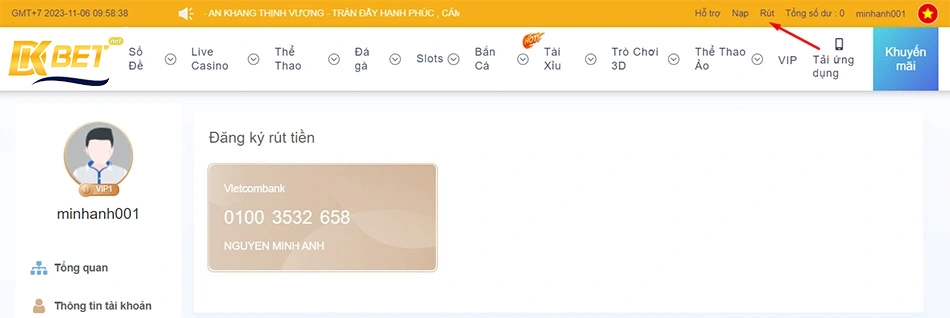 GMT+7 2023-11-06 09:58:38
- AN KHANG THỊNH VƯỢNG - TRÀN ĐẦY HẠNH PHÚC , CẢM
Hỗ trợ Nạp Rút Tổng số dư : 0 minhanh001
DKBET.net
Số Đề
Live Casino
Thể Thao
Đá gà
Slots
Bắn Cá
HOT
Tài Xỉu
Trò Chơi 3D
Thể Thao Ảo
VIP
Tải ứng dụng
Khuyến mãi
VIP1
minhanh001
Tổng quan
Thông tin tài khoản
Đăng ký rút tiền
Vietcombank
0100 3532 658
NGUYEN MINH ANH